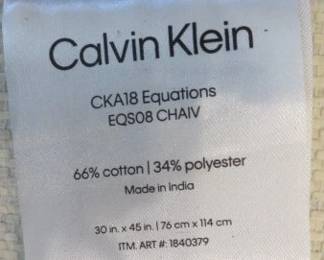 Calvin Klein
CKA18 Equations
EQS08 CHAIV
66% cotton | 34% polyester
Made in India
30 in. x 45 in. | 76 cm x 114 cm
ITM. ART #: 1840379